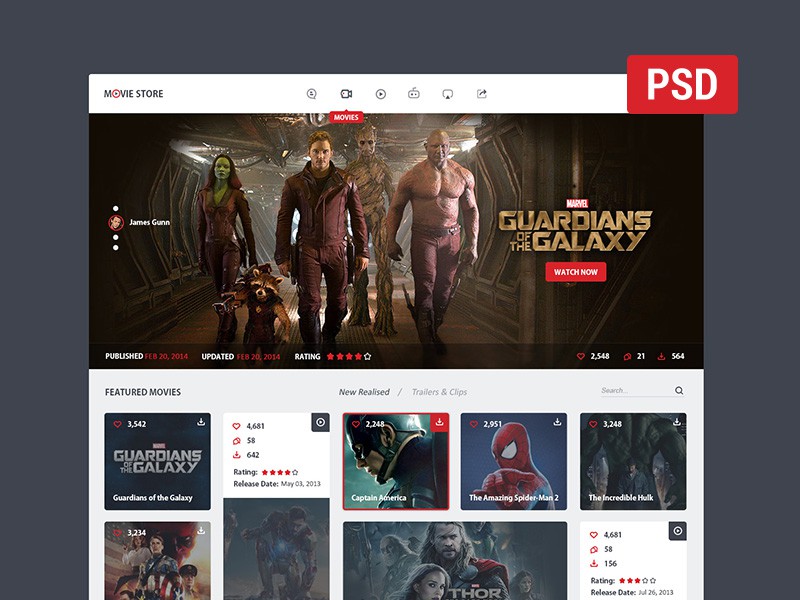 PSD
MOVIE STORE
MOVIES
James Gunn
MARVEL
GUARDIANS
OF THE GALAXY
WATCH NOW
PUBLISHED FEB 20, 2014 UPDATED FEB 20, 2014 RATING 2,548 21 564
FEATURED MOVIES New Realised / Trailers & Clips Search...
3,542
MARVEL
GUARDIANS
OF THE GALAXY
Guardians of the Galaxy
4,681
58
642
Rating:
Release Date: May 03, 2013
2,248
Captain America
2,951
The Amazing Spider-Man 2
3,248
The Incredible Hulk
3,234
THOR
4,681
58
156
Rating:
Release Date: Jul 26, 2013